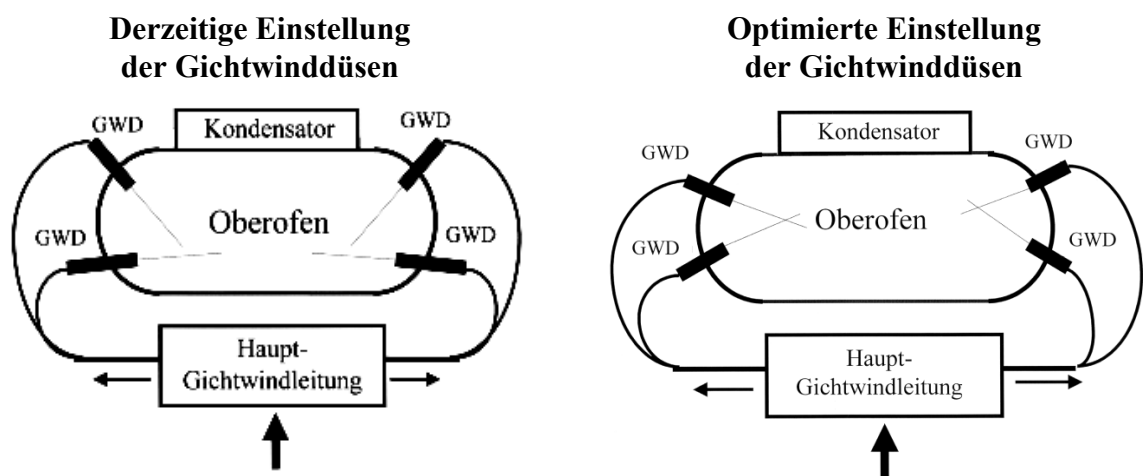 Derzeitige Einstellung
der Gichtwinddüsen
GWD
Kondensator
GWD
Oberofen
GWD
GWD
Haupt-
Gichtwindleitung
Optimierte Einstellung
der Gichtwinddüsen
Kondensator
GWD
GWD
Oberofen
GWD
GWD
Haupt-
Gichtwindleitung